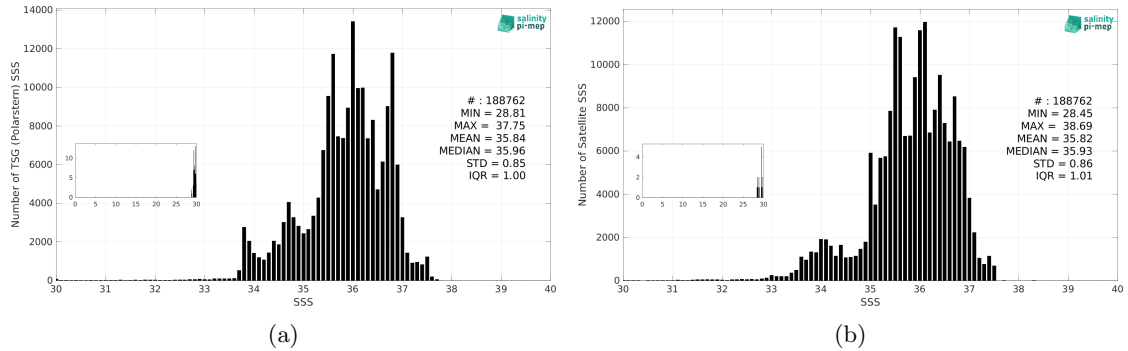 salinity
pi-mep
Number of TSG (Polarstern) SSS
14000
12000
10000
8000
6000
4000
2000
0
# : 188762
MIN = 28.81
MAX = 37.75
MEAN = 35.84
MEDIAN = 35.96
STD = 0.85
IQR = 1.00
10
5
0
0 5 10 15 20 25 30
30 31 32 33 34 35 36 37 38 39 40
SSS
(a)
salinity
pi-mep
Number of Satellite SSS
12000
10000
8000
6000
4000
2000
0
# : 188762
MIN = 28.45
MAX = 38.69
MEAN = 35.82
MEDIAN = 35.93
STD = 0.86
IQR = 1.01
4
2
0
0 5 10 15 20 25 30
30 31 32 33 34 35 36 37 38 39 40
SSS
(b)